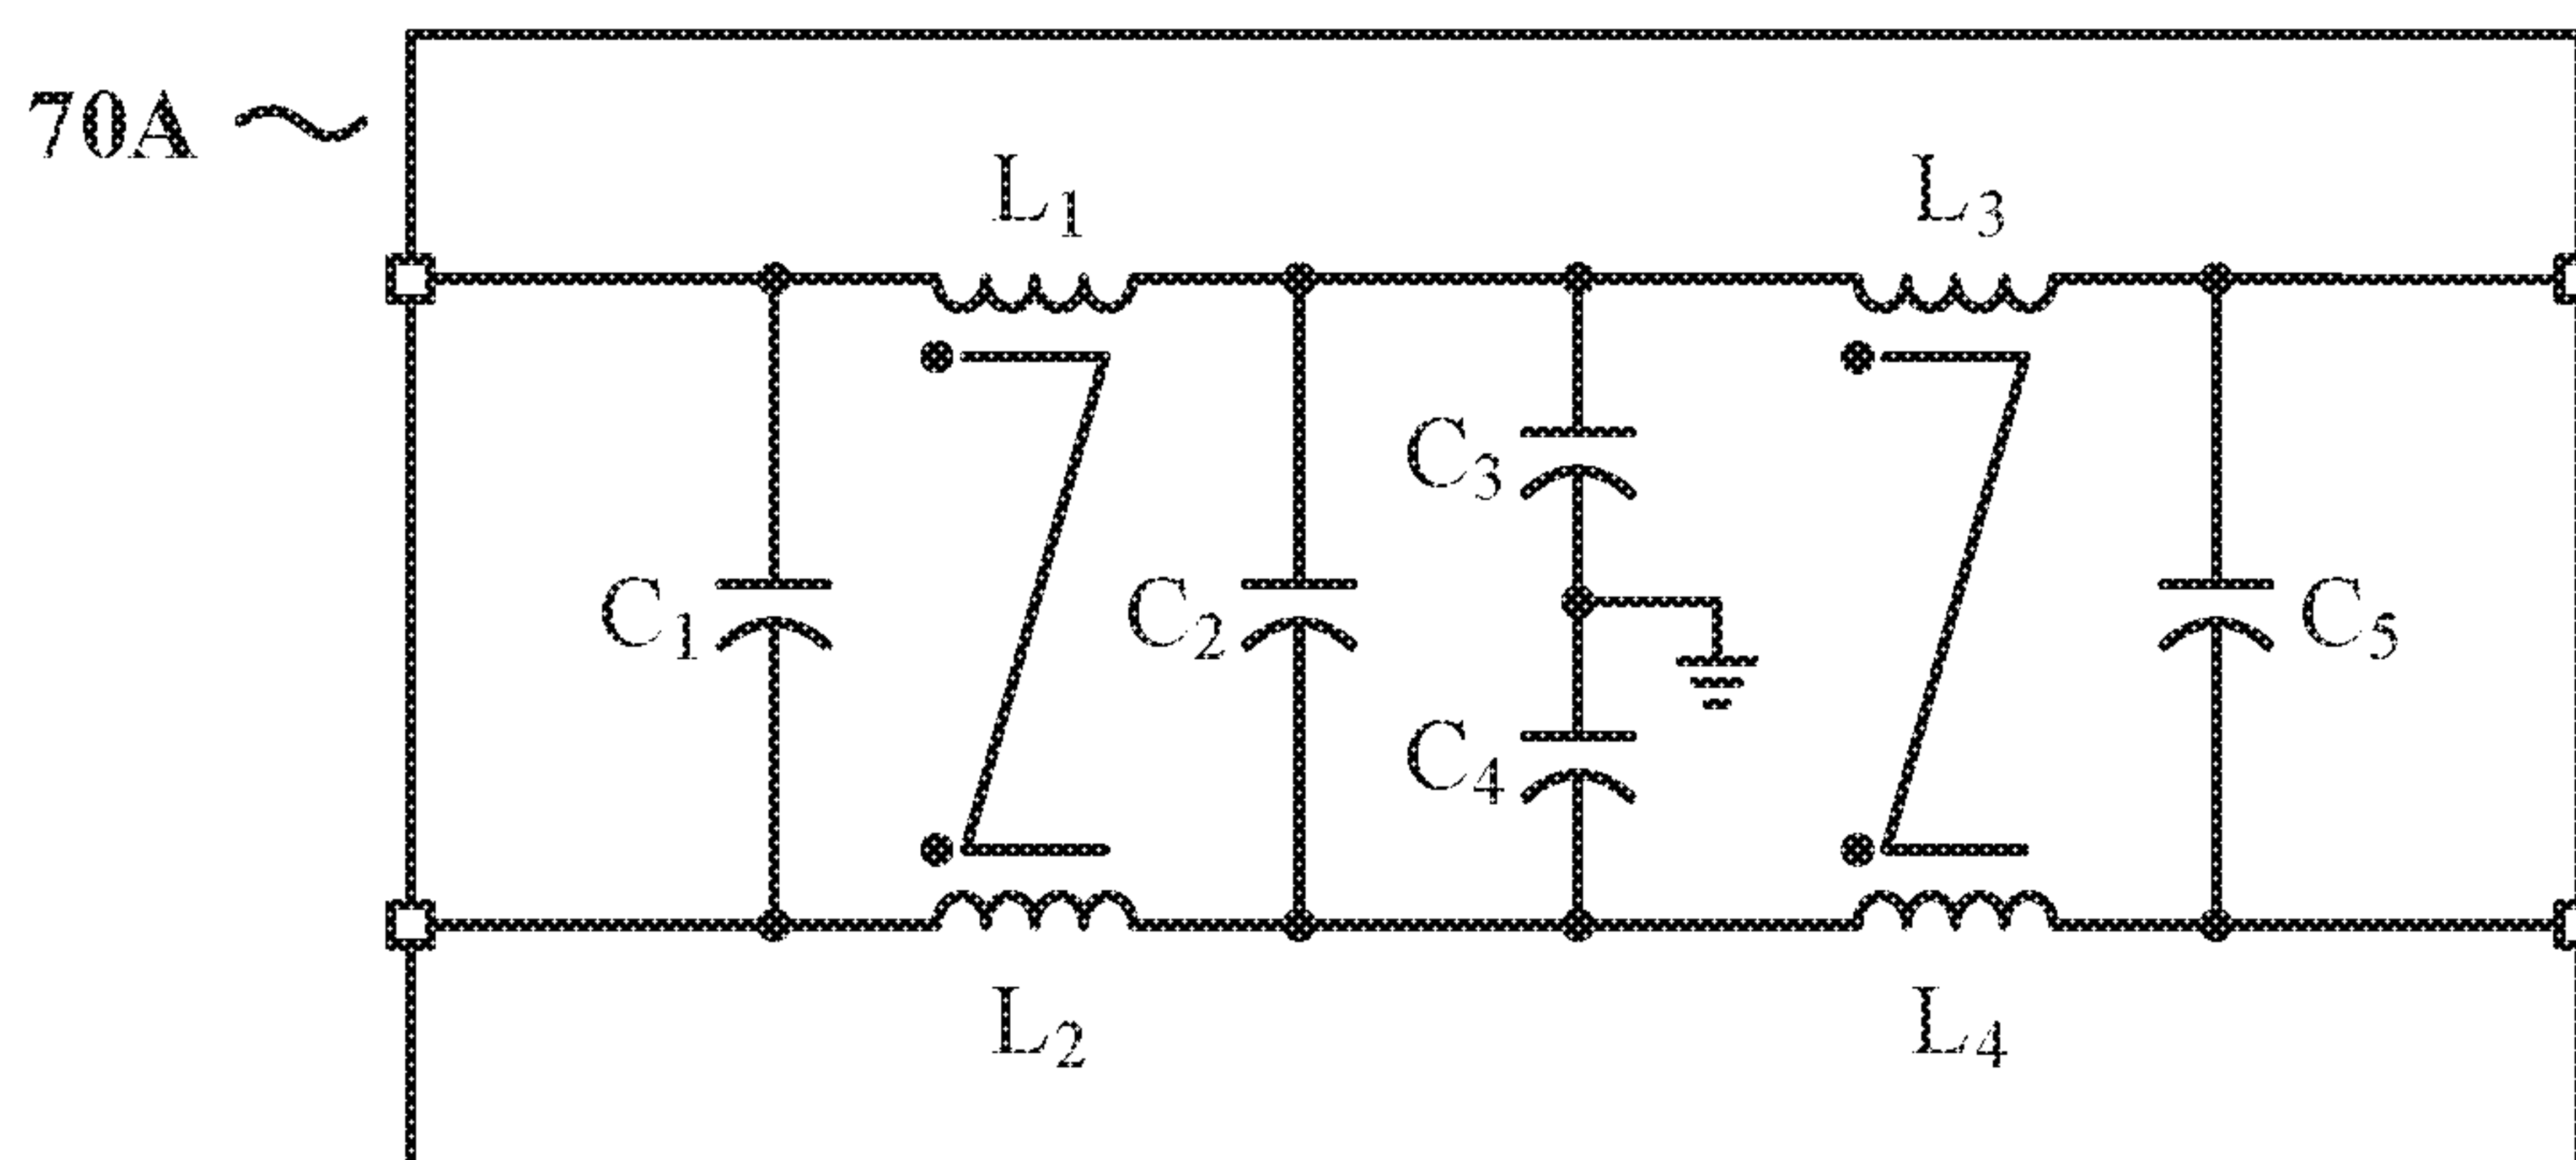 70A
L₁
L₃
C₃
C₁
C₂
C₅
C₄
L₂
L₄